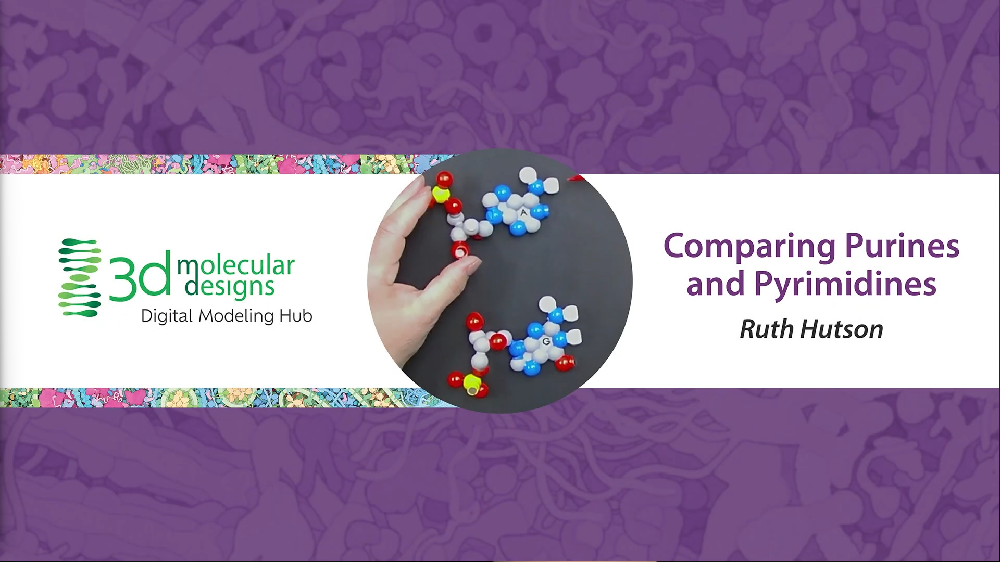 3d molecular
designs
Digital Modeling Hub
A
G
Comparing Purines
and Pyrimidines
Ruth Hutson